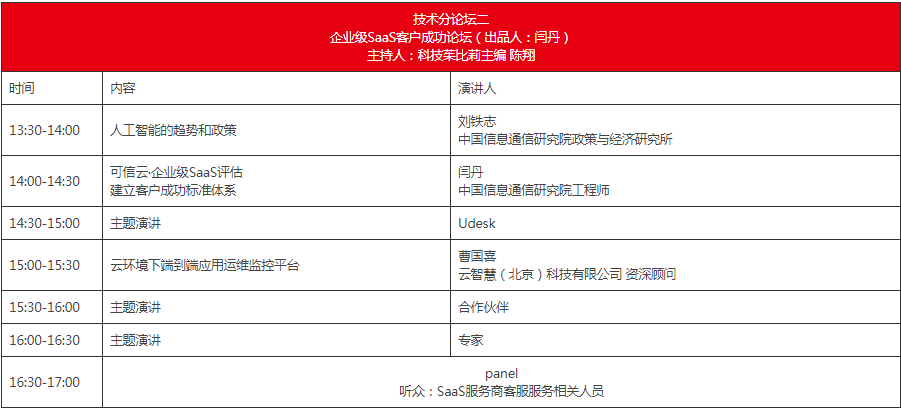 技术分论坛二
企业级SaaS客户成功论坛（出品人：闫丹）
主持人：科技茱比莉主编 陈翔
时间 内容 演讲人
13:30-14:00 人工智能的趋势和政策 刘铁志
中国信息通信研究院政策与经济研究所
14:00-14:30 可信云·企业级SaaS评估
建立客户成功标准体系 闫丹
中国信息通信研究院工程师
14:30-15:00 主题演讲 Udesk
15:00-15:30 云环境下端到端应用运维监控平台 曹国喜
云智慧（北京）科技有限公司 资深顾问
15:30-16:00 主题演讲 合作伙伴
16:00-16:30 主题演讲 专家
16:30-17:00 panel
听众：SaaS服务商客服服务相关人员